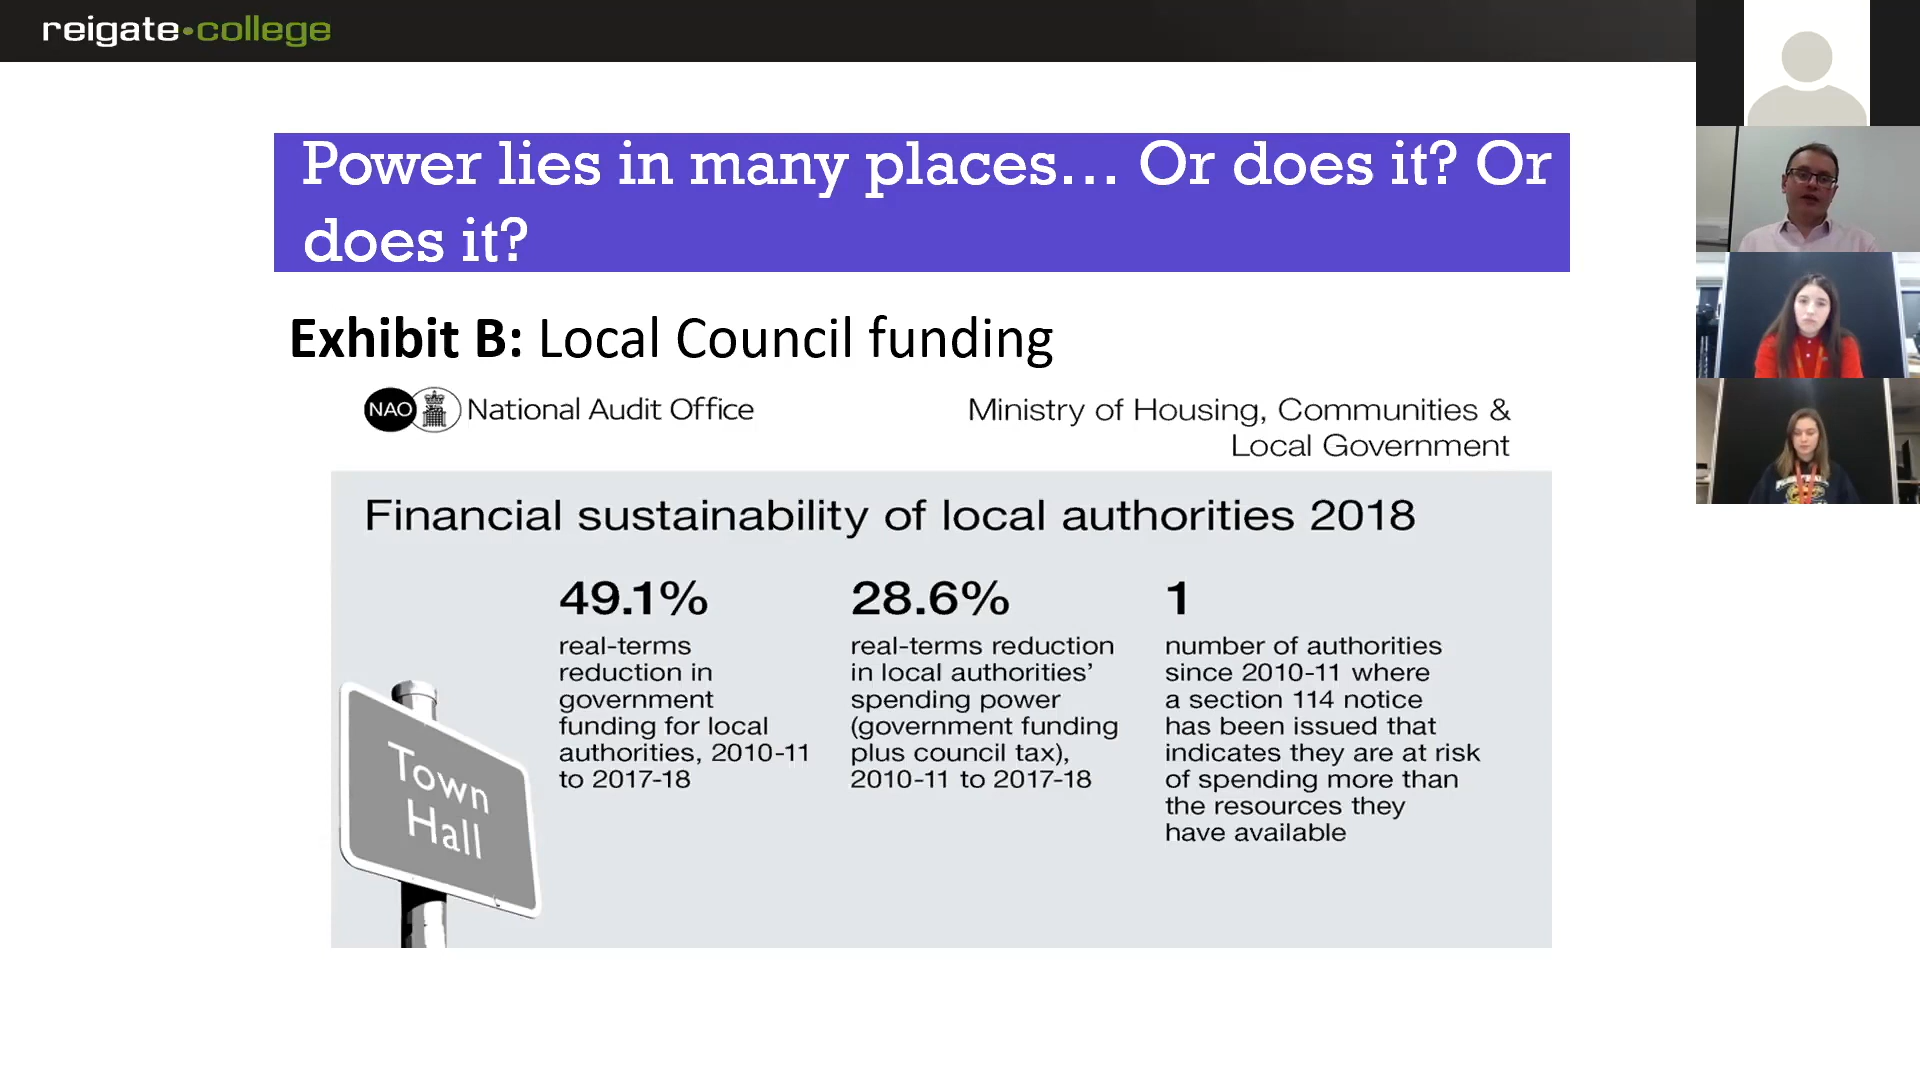 reigate•college
Power lies in many places… Or does it? Or
does it?
Exhibit B: Local Council funding
NAO National Audit Office
Ministry of Housing, Communities &
Local Government
Financial sustainability of local authorities 2018
49.1%
real-terms
reduction in
government
funding for local
authorities, 2010-11
to 2017-18
28.6%
real-terms reduction
in local authorities’
spending power
(government funding
plus council tax),
2010-11 to 2017-18
1
number of authorities
since 2010-11 where
a section 114 notice
has been issued that
indicates they are at risk
of spending more than
the resources they
have available
Town
Hall